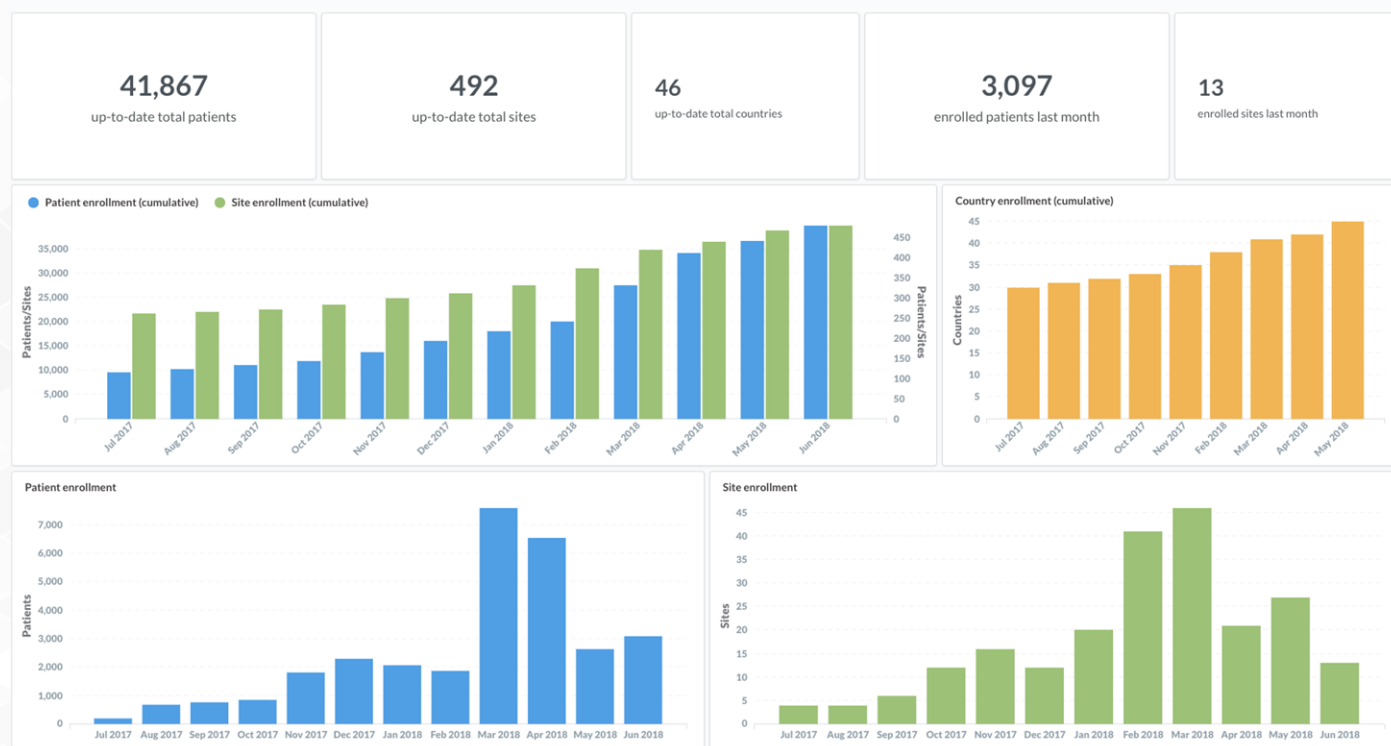 41,867
up-to-date total patients
492
up-to-date total sites
46
up-to-date total countries
3,097
enrolled patients last month
13
enrolled sites last month
Patient enrollment (cumulative) Site enrollment (cumulative)
35,000
30,000
25,000
20,000
15,000
10,000
5,000
0
Patients/Sites
450
400
350
300
250
200
150
100
50
0
Patients/Sites
Jul 2017 Aug 2017 Sep 2017 Oct 2017 Nov 2017 Dec 2017 Jan 2018 Feb 2018 Mar 2018 Apr 2018 May 2018 Jun 2018
Country enrollment (cumulative)
45
40
35
30
25
20
15
10
5
0
Countries
Jul 2017 Aug 2017 Sep 2017 Oct 2017 Nov 2017 Feb 2018 Mar 2018 Apr 2018 May 2018
Patient enrollment
7,000
6,000
5,000
4,000
3,000
2,000
1,000
0
Patients
Jul 2017 Aug 2017 Sep 2017 Oct 2017 Nov 2017 Dec 2017 Jan 2018 Feb 2018 Mar 2018 Apr 2018 May 2018 Jun 2018
Site enrollment
45
40
35
30
25
20
15
10
5
0
Sites
Jul 2017 Aug 2017 Sep 2017 Oct 2017 Nov 2017 Dec 2017 Jan 2018 Feb 2018 Mar 2018 Apr 2018 May 2018 Jun 2018